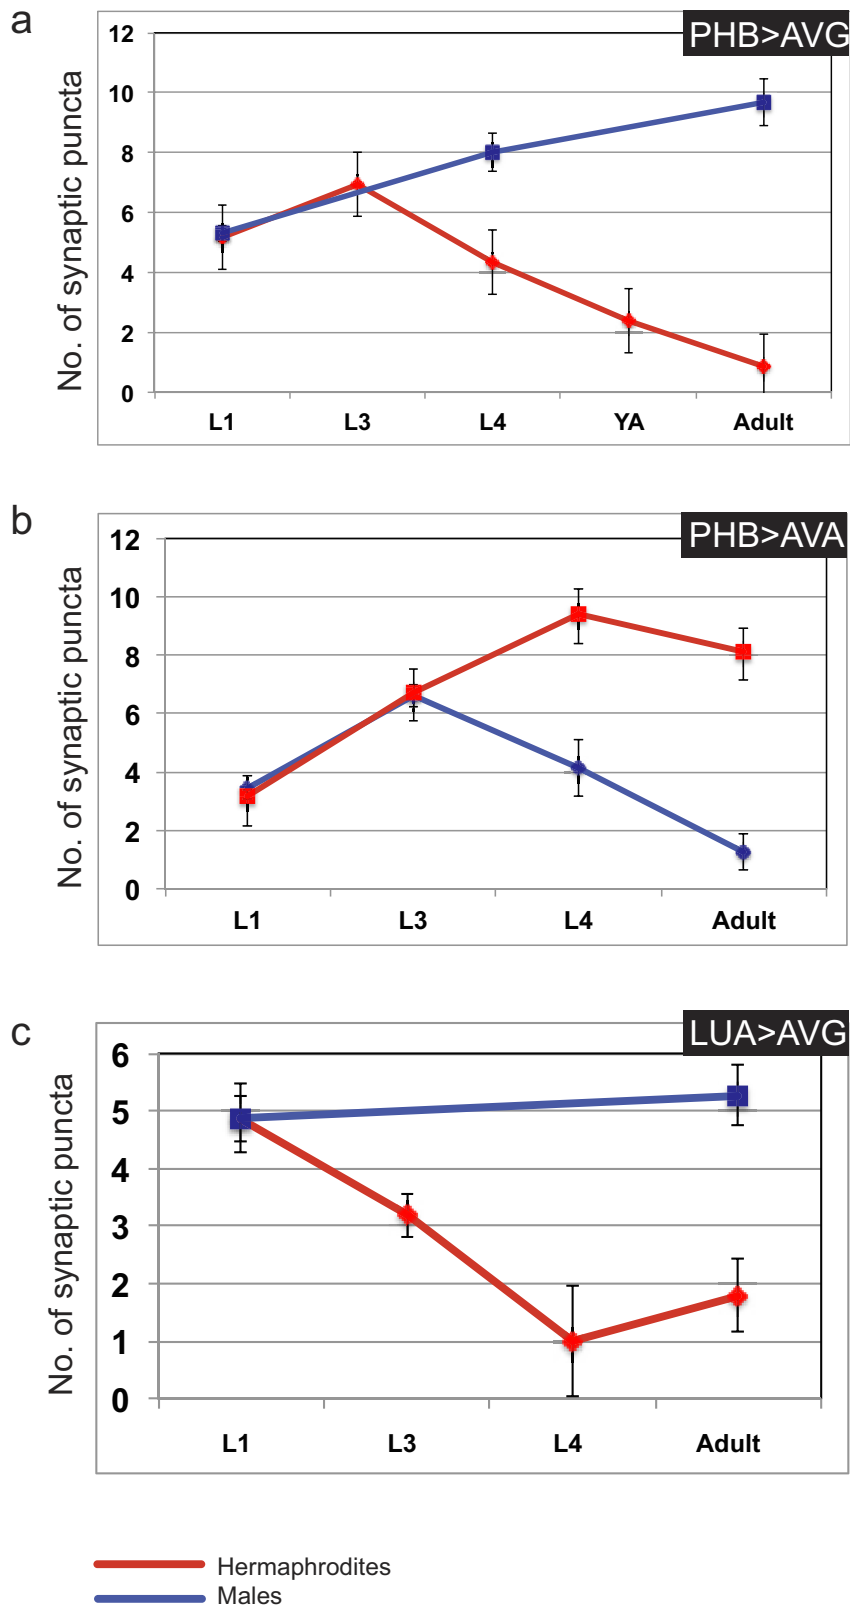 a
PHB>AVG
No. of synaptic puncta
12
10
8
6
4
2
0
L1 L3 L4 YA Adult
b
PHB>AVA
No. of synaptic puncta
12
10
8
6
4
2
0
L1 L3 L4 Adult
c
LUA>AVG
No. of synaptic puncta
6
5
4
3
2
1
0
L1 L3 L4 Adult
Hermaphrodites
Males